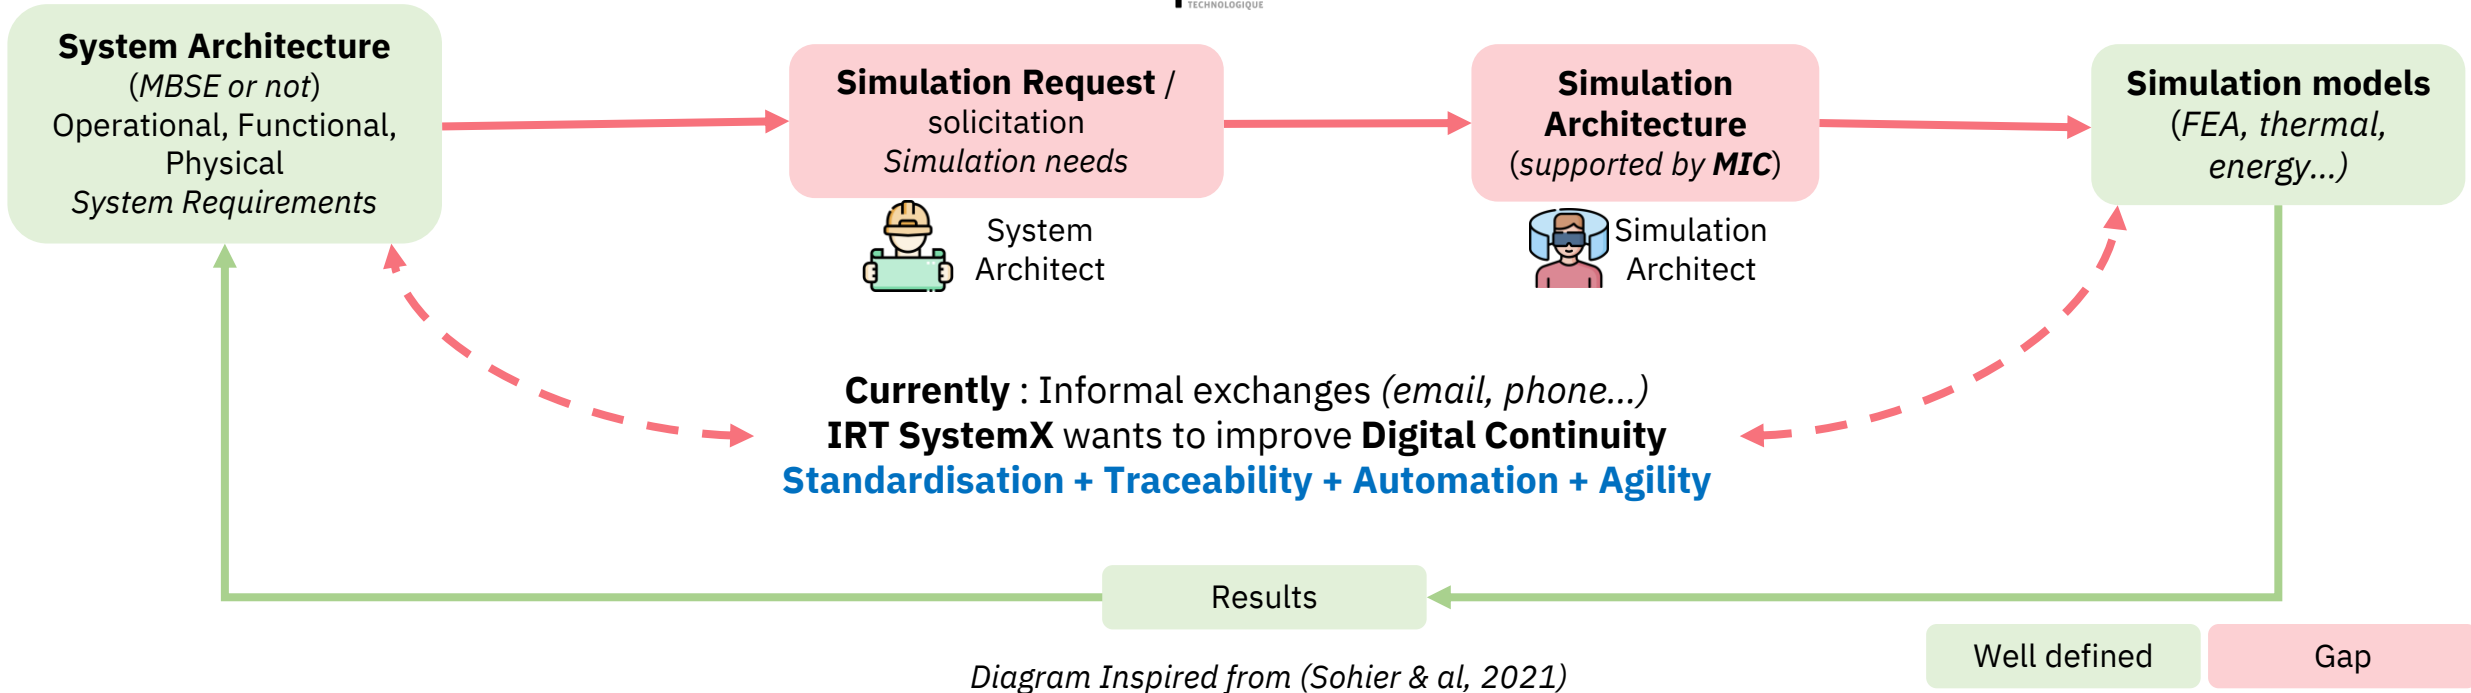 TECHNOLOGIQUE
System Architecture
(MBSE or not)
Operational, Functional,
Physical
System Requirements
Simulation Request /
solicitation
Simulation needs
Simulation
Architecture
(supported by MIC)
Simulation models
(FEA, thermal,
energy...)
System
Architect
Simulation
Architect
Currently : Informal exchanges (email, phone...)
IRT SystemX wants to improve Digital Continuity
Standardisation + Traceability + Automation + Agility
Results
Well defined
Gap
Diagram Inspired from (Sohier & al, 2021)